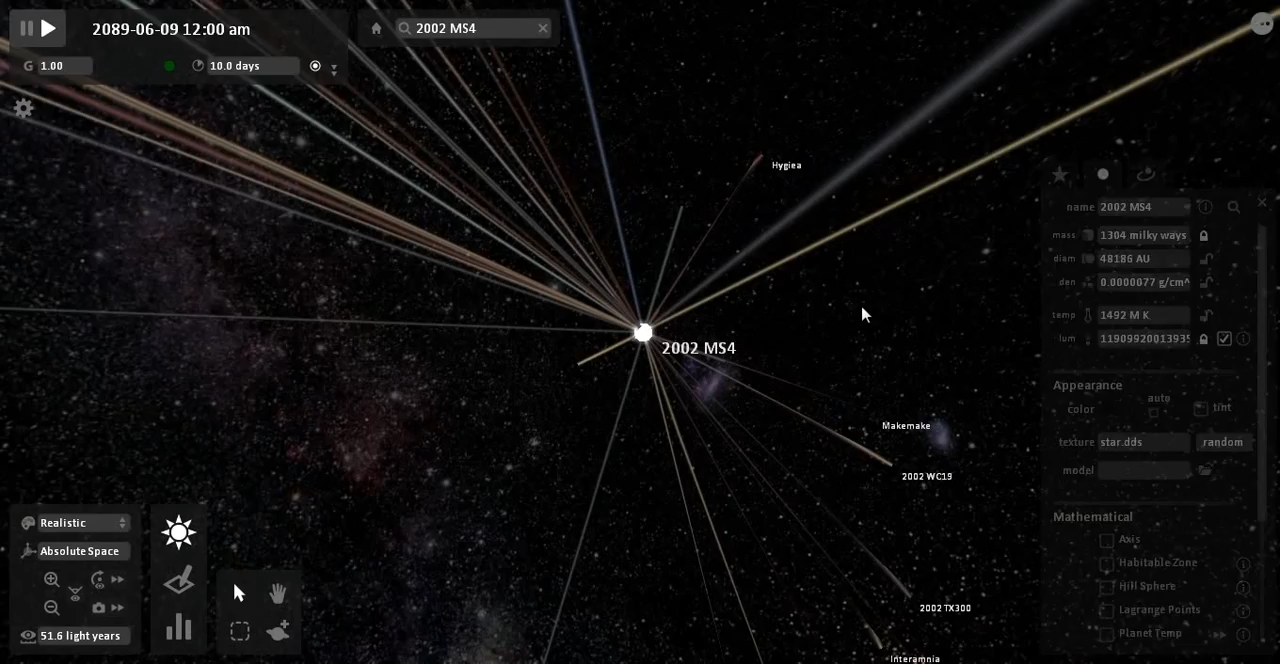 2089-06-09 12:00 am
2002 MS4
G 1.00
10.0 days
Hygiea
name 2002 MS4
mass 1304 milky ways
diam 48186 AU
den 0.0000077 g/cm^
temp 1492 M K
lum 11909920013935
2002 MS4
Appearance
auto
color
tint
Makemake
texture star.dds random
model
2002 WC19
Mathematical
Realistic
Axis
Absolute Space
Habitable Zone
Hill Sphere
2002 TX300
Lagrange Points
51.6 light years
Planet Temp
Interamnia